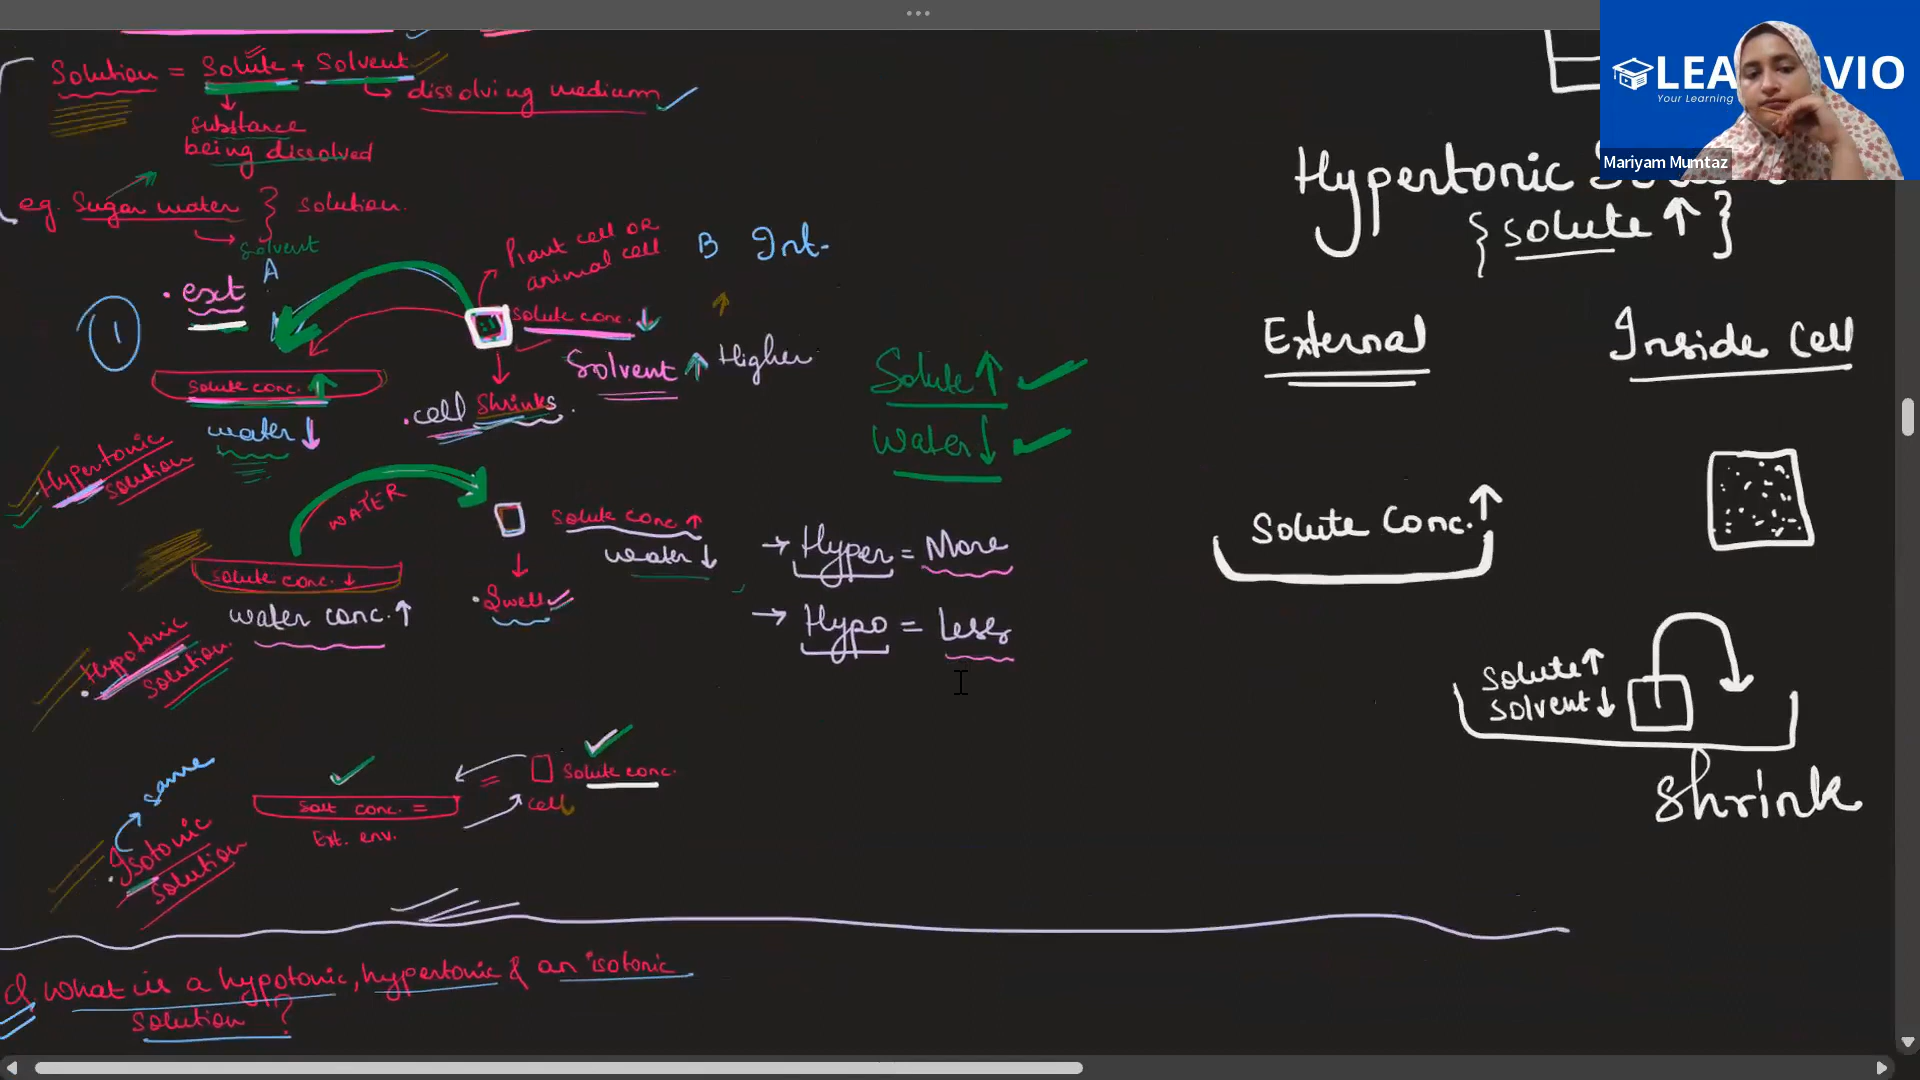 Solution = Solute + Solvent
dissolving medium
substance
being dissolved
eg. Sugar water } solution.
solvent
A
B Int.
Plant cell OR
animal cell
• ext
1
Solute conc. ↓
Solvent ↑ Higher
Solute conc. ↑
water ↓
• cell Shrinks.
Hypertonic
solution
Solute ↑ ✓
Water ↓ ✓
WATER
Solute conc ↑
water ↓
Solute conc. ↓
water conc. ↑
• Swell
Hypotonic
solution.
→ Hyper = More
→ Hypo = Less
same
Salt conc. =
Ext. env.
=
Solute conc.
cell
Isotonic
solution
Q. What is a hypotonic, hypertonic & an isotonic
solution ?
Hypertonic
{ solute ↑ }
External
Inside Cell
Solute Conc. ↑
Solute ↑
Solvent ↓
Shrink
LEA VIO
Your Learning
Mariyam Mumtaz